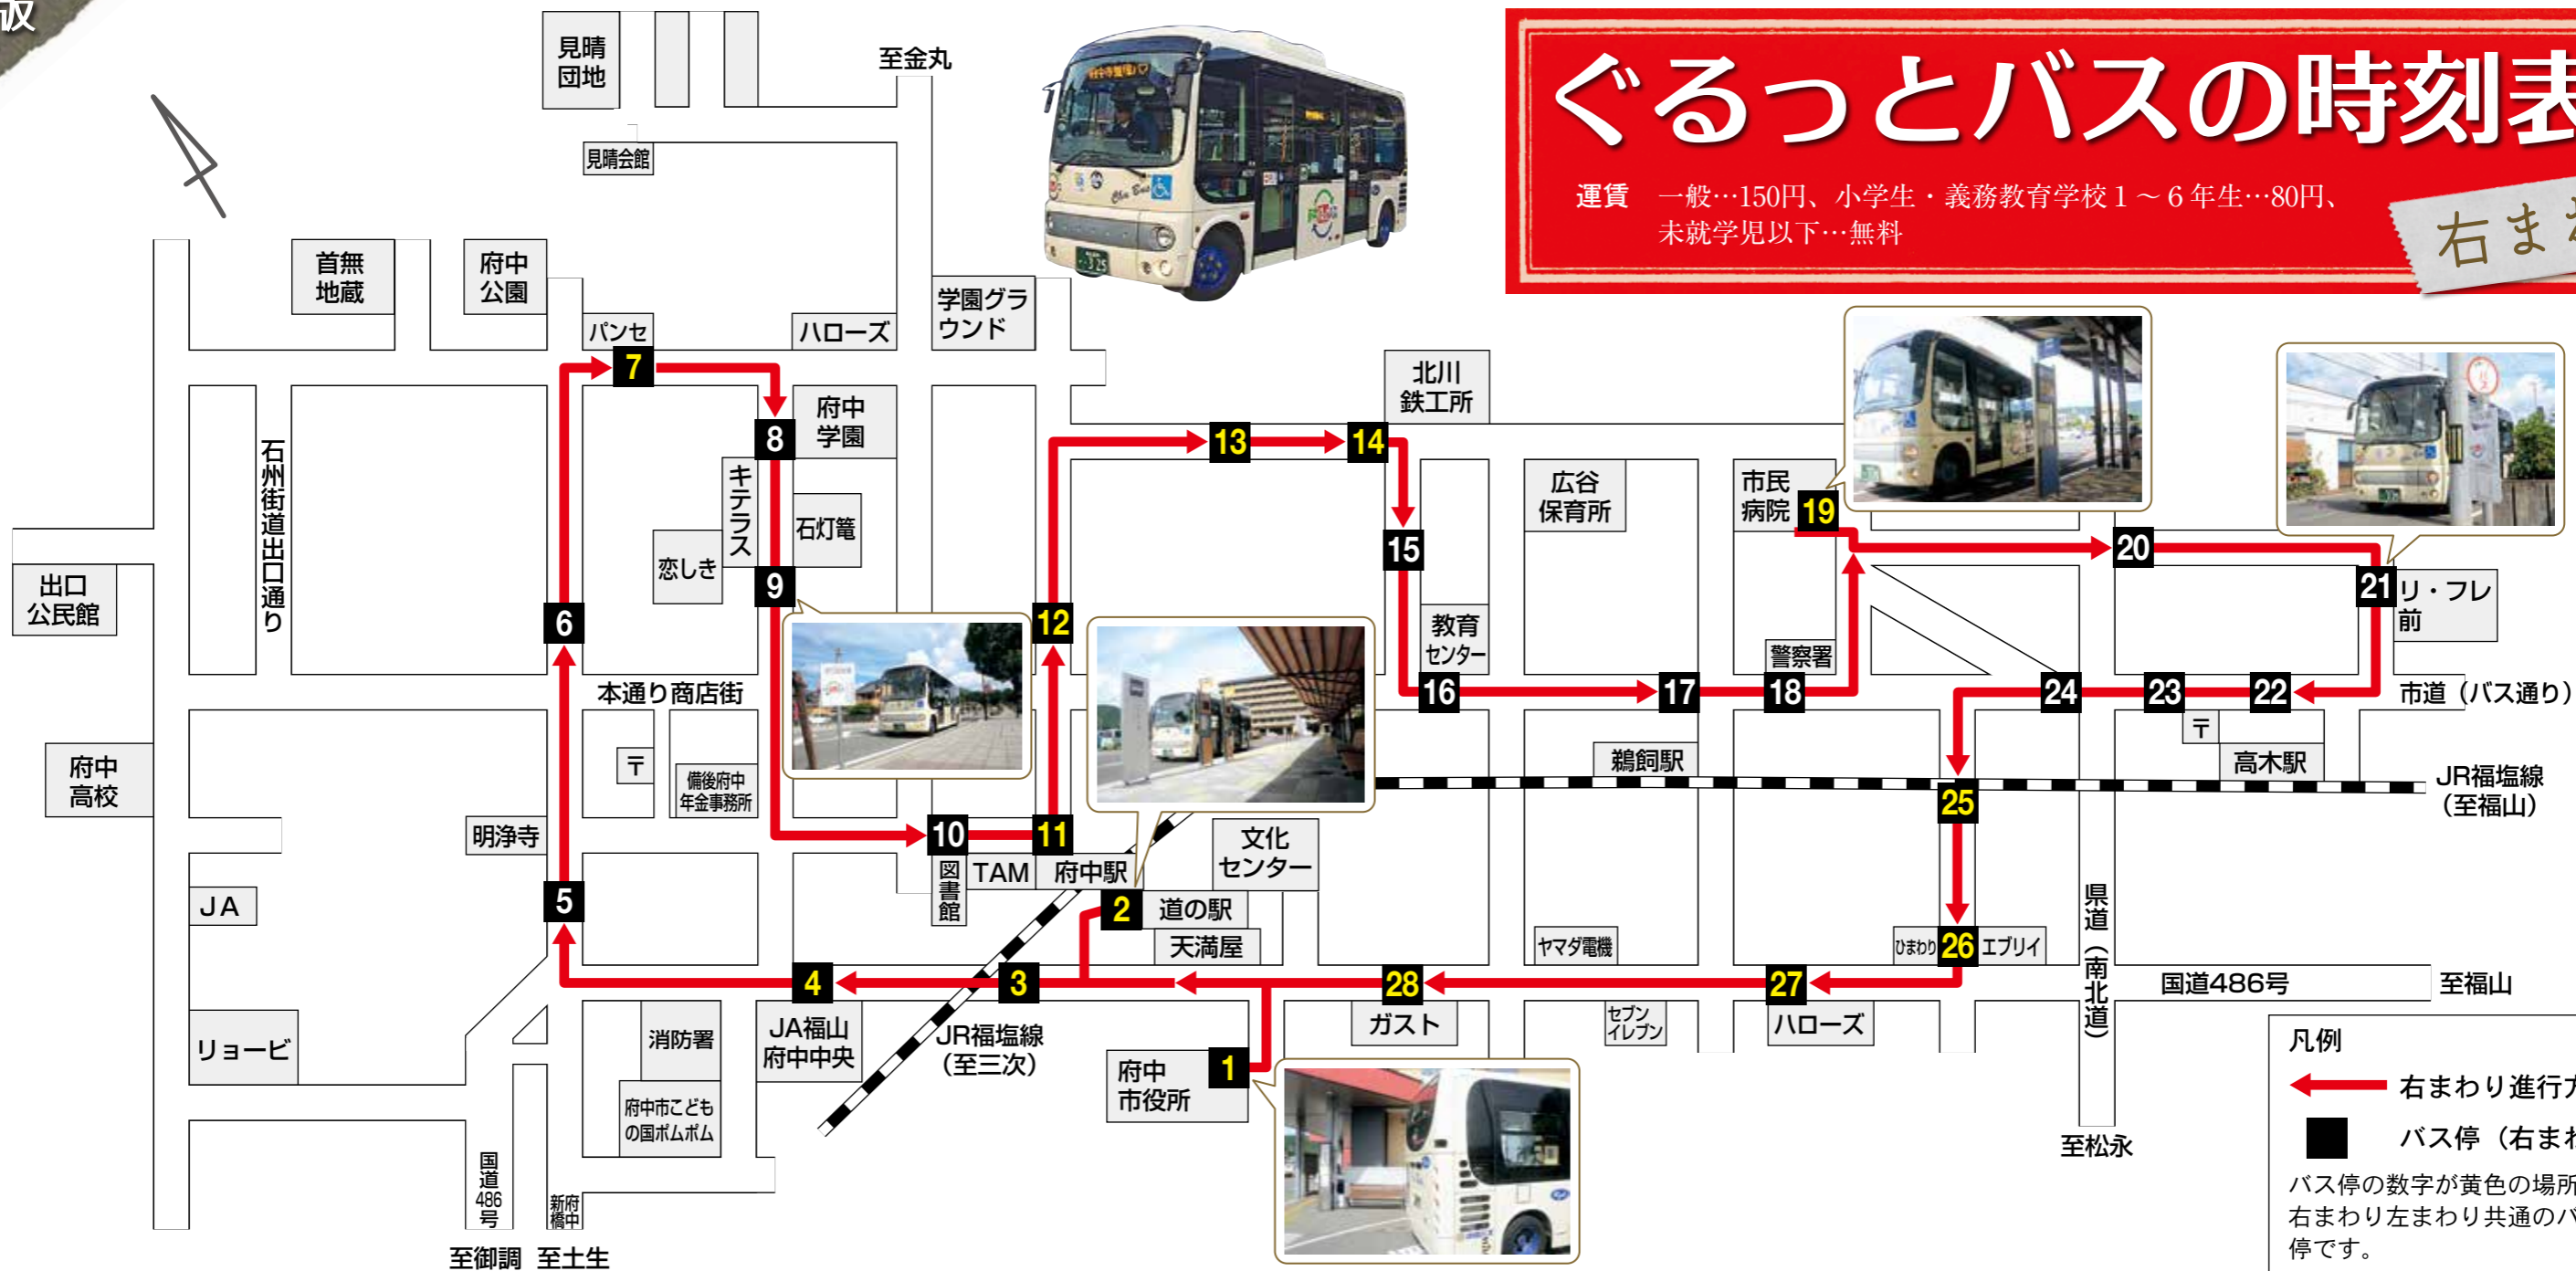 版
ぐるっとバスの時刻表
運賃 一般…150円、小学生・義務教育学校1～6年生…80円、
未就学児以下…無料
右まわ
見晴
団地
至金丸
見晴会館
首無
地蔵
府中
公園
パンセ
ハローズ
学園グラ
ウンド
7
8
府中
学園
13
14
北川
鉄工所
石州街道出口通り
キテラス
石灯篭
恋しき
9
出口
公民館
6
12
15
広谷
保育所
市民
病院
19
20
21
リ・フレ
前
教育
センター
警察署
本通り商店街
16
17
18
24
23
22
市道（バス通り）
〒
備後府中
年金事務所
府中
高校
明浄寺
鵜飼駅
〒
高木駅
JR福塩線
（至福山）
25
10
11
図書館
TAM
府中駅
文化
センター
JA
5
2
道の駅
天満屋
ヤマダ電機
ひまわり
26
エブリイ
県道（南北道）
4
3
28
27
国道486号
至福山
リョービ
消防署
JA福山
府中中央
JR福塩線
（至三次）
ガスト
セブン
イレブン
ハローズ
府中
市役所
1
府中市こども
の国ポムポム
至松永
国道486号
新府中橋
至御調
至土生
凡例
右まわり進行方
バス停（右まわ
バス停の数字が黄色の場所
右まわり左まわり共通のバ
停です。
Chu Bus
325